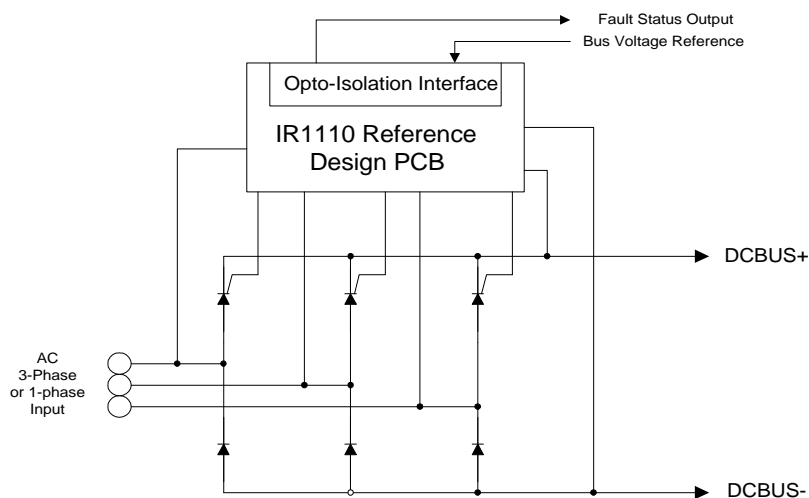 Fault Status Output
Bus Voltage Reference
Opto-Isolation Interface
IR1110 Reference
Design PCB
DCBUS+
AC
3-Phase
or 1-phase
Input
DCBUS-